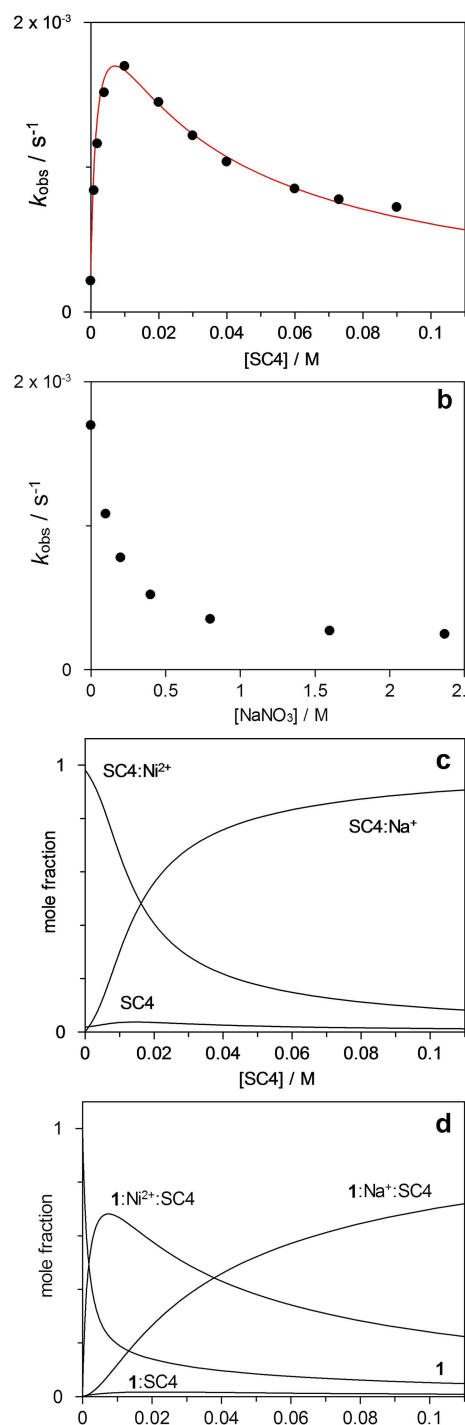 2 x 10⁻³
k_obs / s⁻¹
0
0 0.02 0.04 0.06 0.08 0.1
[SC4] / M
2 x 10⁻³
b
k_obs / s⁻¹
0
0 0.5 1 1.5 2 2.
[NaNO₃] / M
1
c
SC4:Ni²⁺
SC4:Na⁺
mole fraction
SC4
0
0 0.02 0.04 0.06 0.08 0.1
[SC4] / M
1
d
1:Ni²⁺:SC4
1:Na⁺:SC4
mole fraction
1
1:SC4
0
0 0.02 0.04 0.06 0.08 0.1